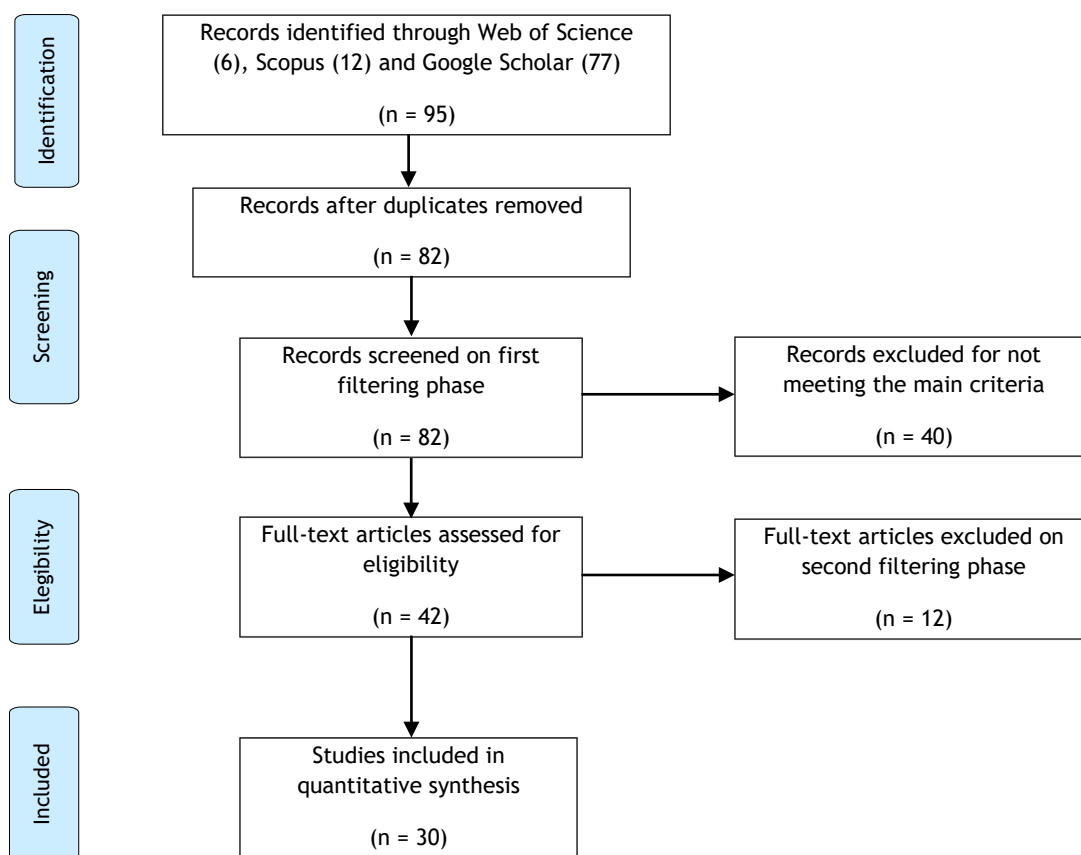 Identification
Records identified through Web of Science
(6), Scopus (12) and Google Scholar (77)
(n = 95)
Records after duplicates removed
(n = 82)
Screening
Records screened on first
filtering phase
(n = 82)
Records excluded for not
meeting the main criteria
(n = 40)
Elegibility
Full-text articles assessed for
eligibility
(n = 42)
Full-text articles excluded on
second filtering phase
(n = 12)
Included
Studies included in
quantitative synthesis
(n = 30)